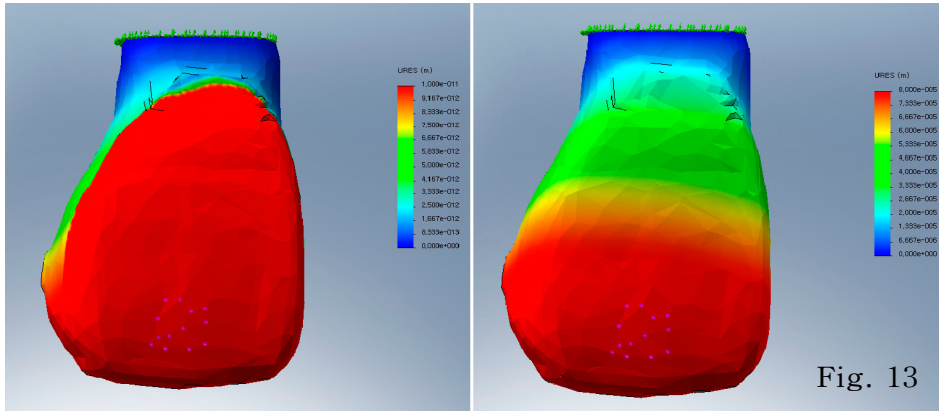 URES (m)
1,000e-011
9,167e-012
8,333e-012
7,500e-012
6,667e-012
5,833e-012
5,000e-012
4,167e-012
3,333e-012
2,500e-012
1,667e-012
8,333e-013
0,000e+000
URES (m)
8,000e-005
7,333e-005
6,667e-005
6,000e-005
5,333e-005
4,667e-005
4,000e-005
3,333e-005
2,667e-005
2,000e-005
1,333e-005
6,667e-006
0,000e+000
Fig. 13